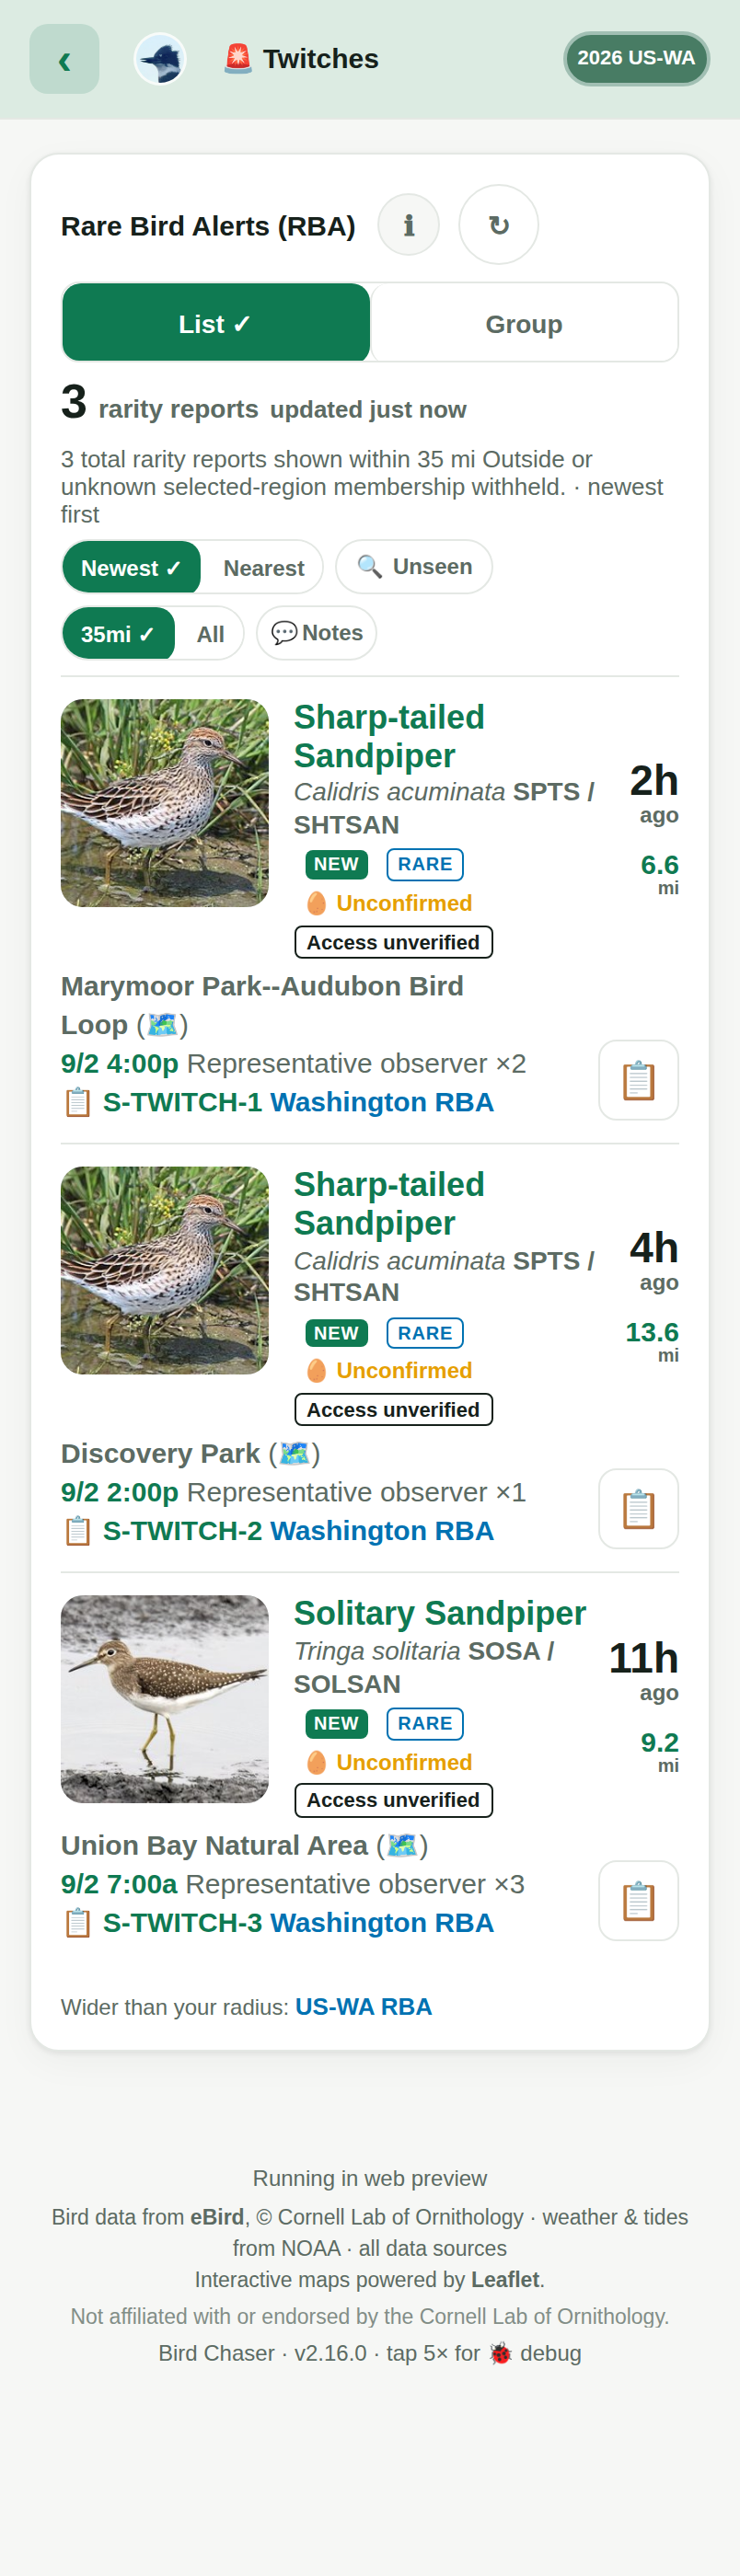 ‹ 🚨 Twitches 2026 US-WA
Rare Bird Alerts (RBA) ℹ ↻
List ✓ Group
3 rarity reports updated just now
3 total rarity reports shown within 35 mi Outside or
unknown selected-region membership withheld. · newest
first
Newest ✓ Nearest 🔍 Unseen
35mi ✓ All 💬 Notes
Sharp-tailed
Sandpiper
Calidris acuminata SPTS /
SHTSAN
2h
ago
6.6
mi
NEW RARE
🥚 Unconfirmed
Access unverified
Marymoor Park--Audubon Bird
Loop (🗺️)
9/2 4:00p Representative observer ×2
📋 S-TWITCH-1 Washington RBA
📋
Sharp-tailed
Sandpiper
Calidris acuminata SPTS /
SHTSAN
4h
ago
13.6
mi
NEW RARE
🥚 Unconfirmed
Access unverified
Discovery Park (🗺️)
9/2 2:00p Representative observer ×1
📋 S-TWITCH-2 Washington RBA
📋
Solitary Sandpiper
Tringa solitaria SOSA /
SOLSAN
11h
ago
9.2
mi
NEW RARE
🥚 Unconfirmed
Access unverified
Union Bay Natural Area (🗺️)
9/2 7:00a Representative observer ×3
📋 S-TWITCH-3 Washington RBA
📋
Wider than your radius: US-WA RBA
Running in web preview
Bird data from eBird, © Cornell Lab of Ornithology · weather & tides
from NOAA · all data sources
Interactive maps powered by Leaflet.
Not affiliated with or endorsed by the Cornell Lab of Ornithology.
Bird Chaser · v2.16.0 · tap 5× for 🐞 debug